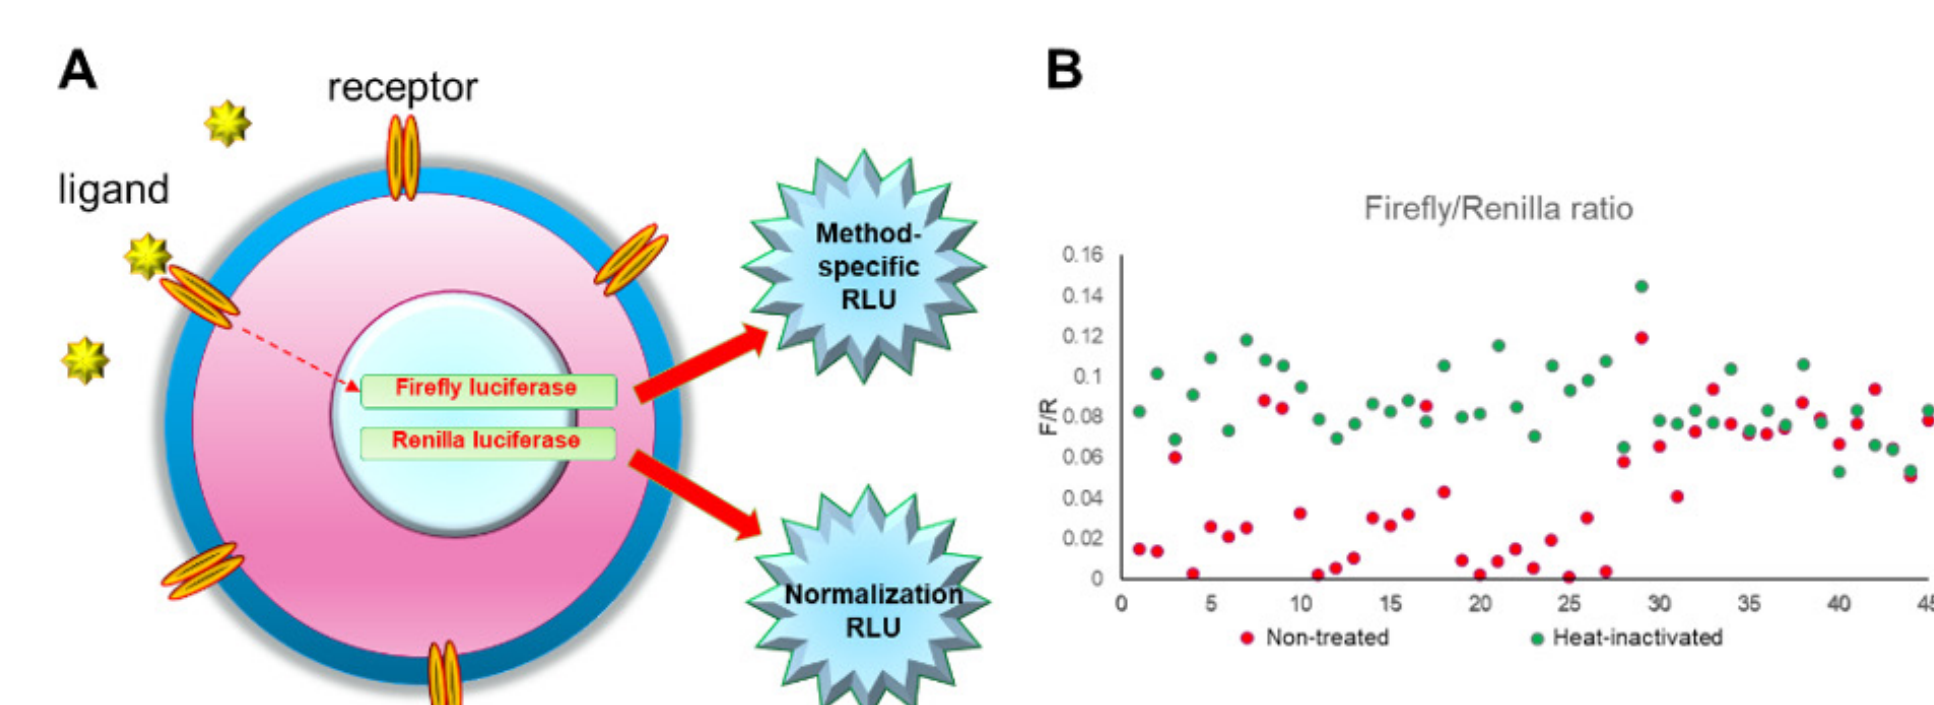 A
receptor
ligand
Method-
specific
RLU
Firefly luciferase
Renilla luciferase
Normalization
RLU
B
Firefly/Renilla ratio
F/R
0.16
0.14
0.12
0.1
0.08
0.06
0.04
0.02
0
0 5 10 15 20 25 30 35 40 45
Non-treated Heat-inactivated